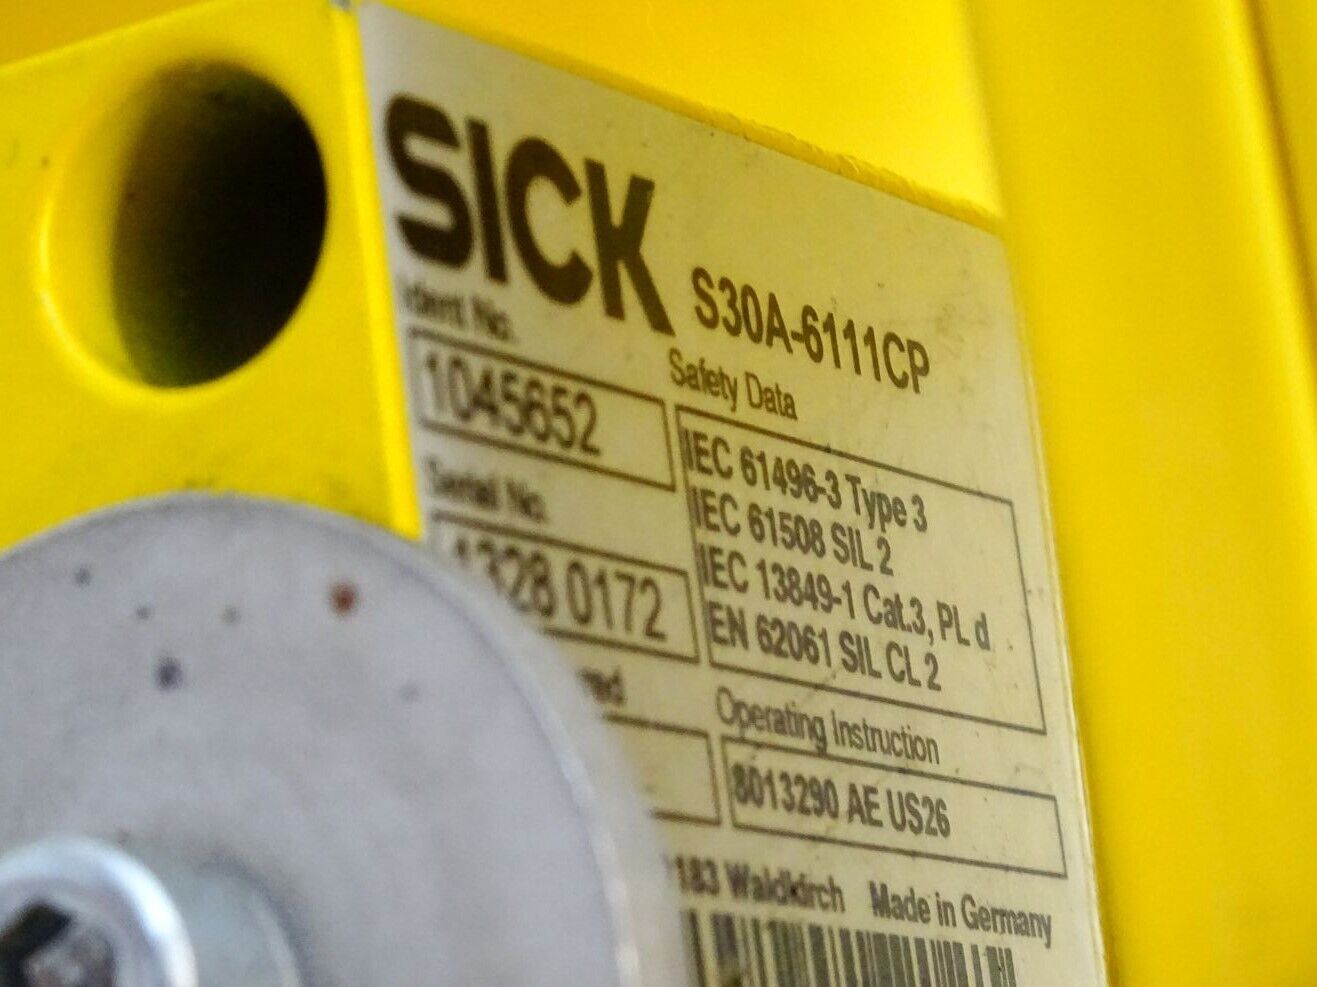 SICK
S30A-6111CP
Ident No.
1045652
Safety Data
IEC 61496-3 Type 3
IEC 61508 SIL 2
IEC 13849-1 Cat.3, PL d
EN 62061 SIL CL 2
Serial No.
1328 0172
Operating Instruction
8013290 AE US26
Waldkirch Made in Germany